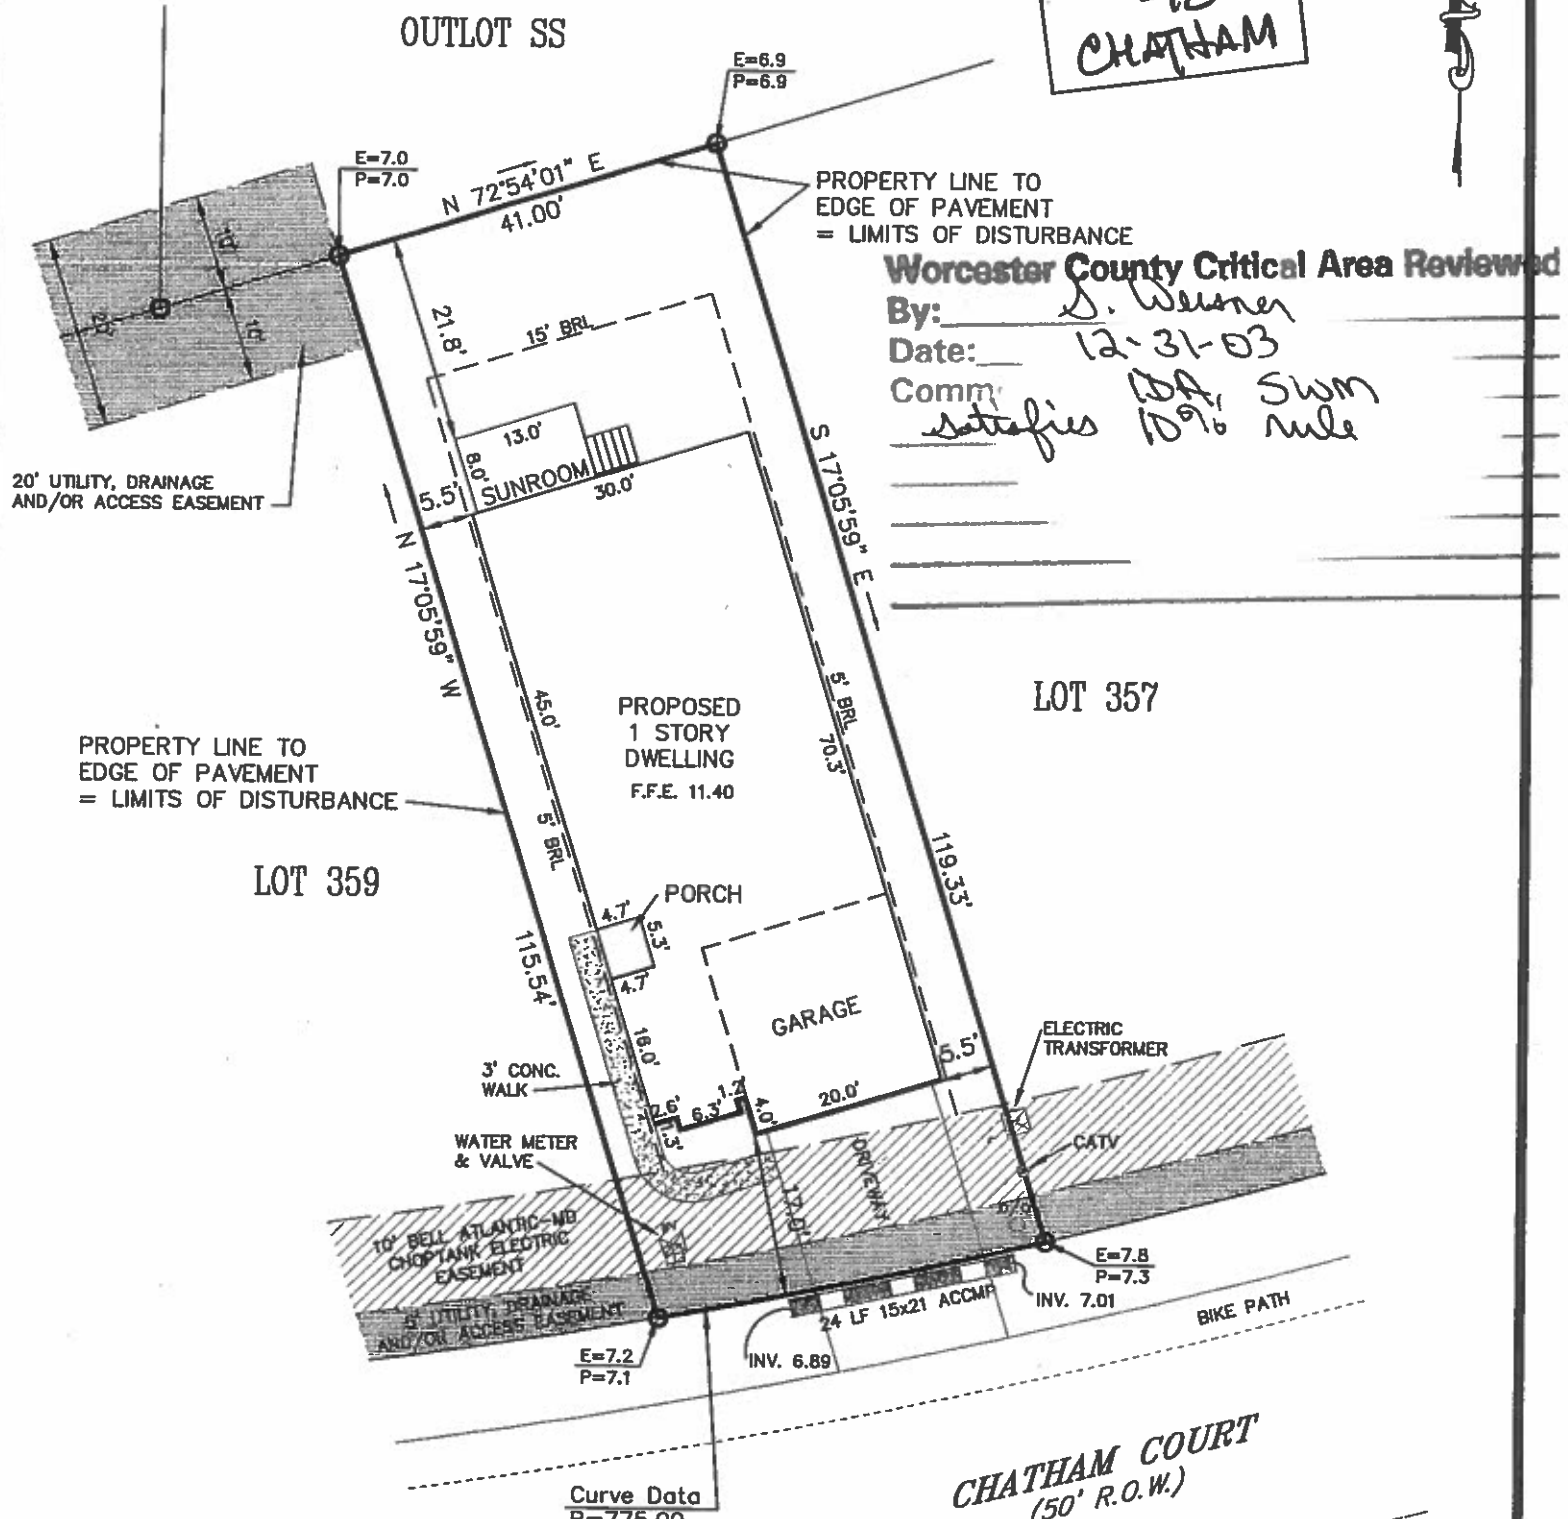 OUTLOT SS
CHATHAM
E=6.9
P=6.9
E=7.0
P=7.0
N 72°54'01" E
41.00'
PROPERTY LINE TO
EDGE OF PAVEMENT
= LIMITS OF DISTURBANCE
Worcester County Critical Area Reviewed
By: S. Weisner
Date: 12-31-03
Comm IDA, SWM
satisfies 10% rule
10'
20'
10'
21.8'
15' BRL
20' UTILITY, DRAINAGE
AND/OR ACCESS EASEMENT
13.0'
8.0'
SUNROOM
5.5'
30.0'
S 17°05'59" E
N 17°05'59" W
45.0'
PROPOSED
1 STORY
DWELLING
F.F.E. 11.40
5' BRL
70.3'
LOT 357
PROPERTY LINE TO
EDGE OF PAVEMENT
= LIMITS OF DISTURBANCE
5' BRL
LOT 359
119.33'
PORCH
4.7'
5.3'
4.7'
115.54'
GARAGE
16.0'
3' CONC.
WALK
ELECTRIC
TRANSFORMER
5.5'
20.0'
2.6'
6.3'
1.2'
4.0'
1.3'
WATER METER
& VALVE
CATV
DRIVEWAY
17.0'
10' BELL ATLANTIC-MD
CHOPTANK ELECTRIC
EASEMENT
5' UTILITY, DRAINAGE
AND/OR ACCESS EASEMENT
E=7.8
P=7.3
24 LF 15x21 ACCMP
INV. 7.01
INV. 6.89
BIKE PATH
E=7.2
P=7.1
CHATHAM COURT
(50' R.O.W.)
Curve Data
R=775.00